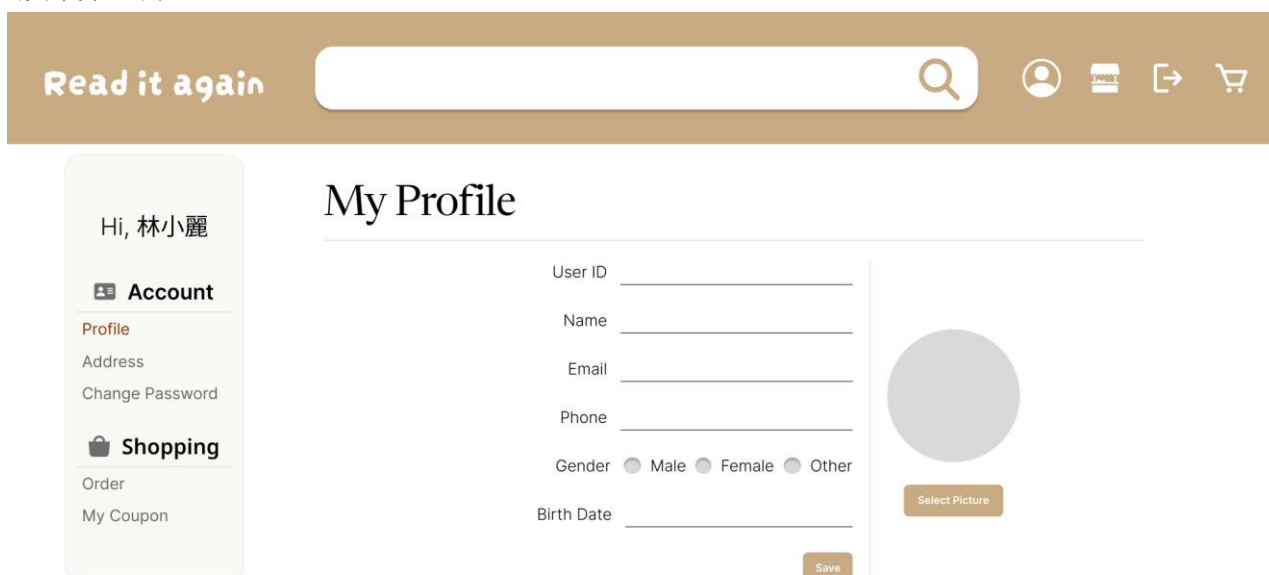 Read it again
Hi, 林小麗
Account
Profile
Address
Change Password
Shopping
Order
My Coupon
My Profile
User ID
Name
Email
Phone
Gender Male Female Other
Birth Date
Save
Select Picture